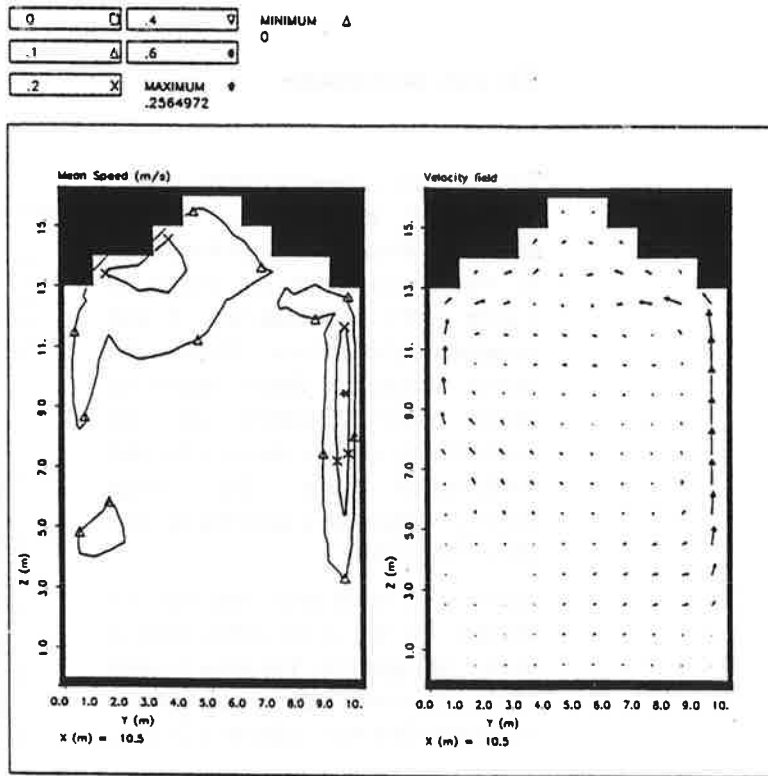 0 .4 MINIMUM
0
.1 .6
.2 MAXIMUM
.2564972
Mean Speed (m/s) Velocity field
15. 15.
13. 13.
11. 11.
9.0 9.0
7.0 7.0
5.0 5.0
3.0 3.0
1.0 1.0
Z (m) Z (m)
0.0 1.0 2.0 3.0 4.0 5.0 6.0 7.0 8.0 9.0 10. 0.0 1.0 2.0 3.0 4.0 5.0 6.0 7.0 8.0 9.0 10.
Y (m) Y (m)
X (m) = 10.5 X (m) = 10.5